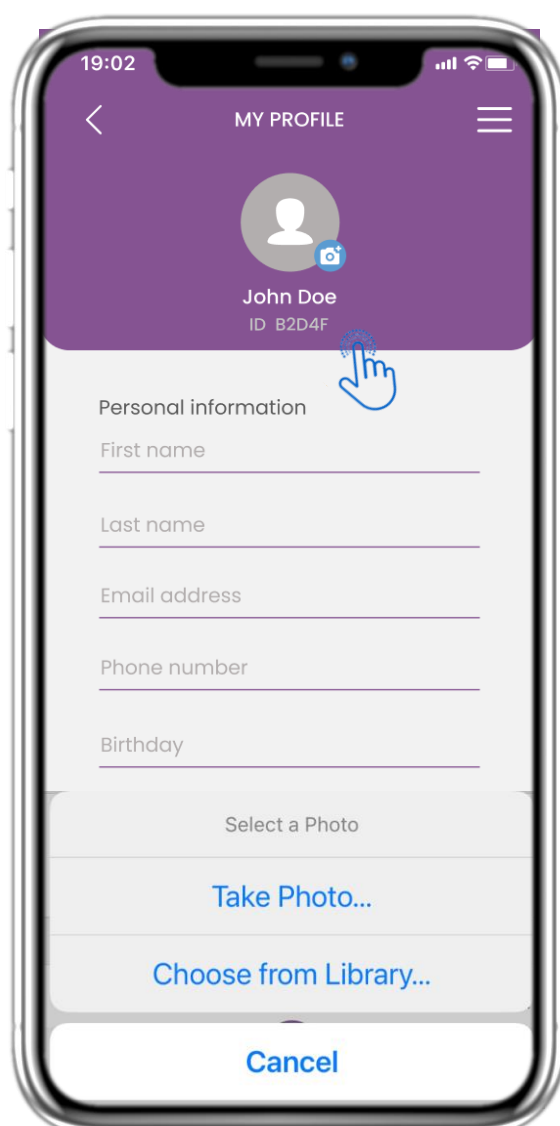 19:02
MY PROFILE
John Doe
ID B2D4F
Personal information
First name
Last name
Email address
Phone number
Birthday
Select a Photo
Take Photo...
Choose from Library...
Cancel